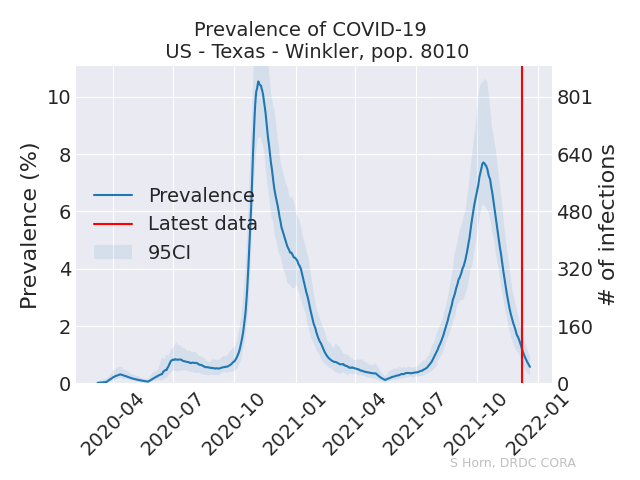 Prevalence of COVID-19
US - Texas - Winkler, pop. 8010
Prevalence (%)
10
8
6
4
2
0
Prevalence
Latest data
95CI
801
640
480
320
160
0
# of infections
2020-04
2020-07
2020-10
2021-01
2021-04
2021-07
2021-10
2022-01
S Horn, DRDC CORA